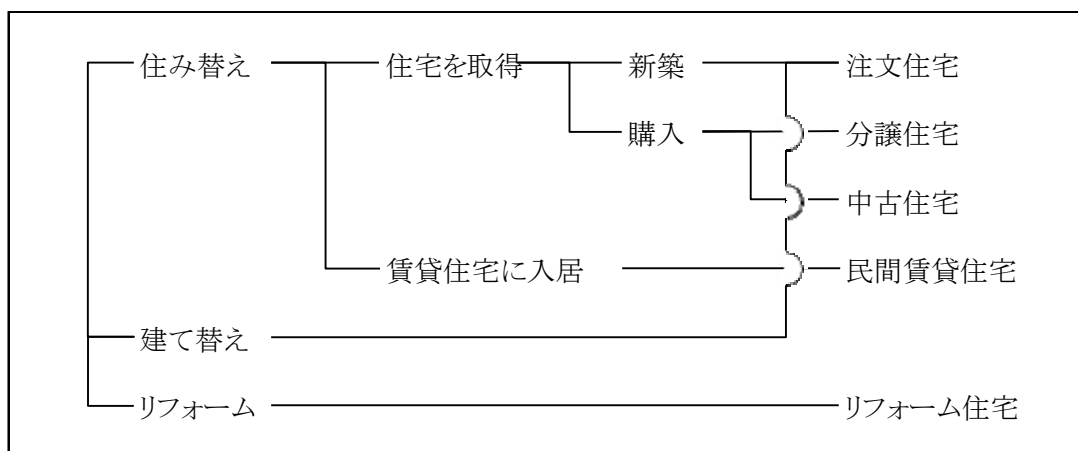 住み替え 住宅を取得 新築 注文住宅
購入 分譲住宅
中古住宅
賃貸住宅に入居 民間賃貸住宅
建て替え
リフォーム リフォーム住宅